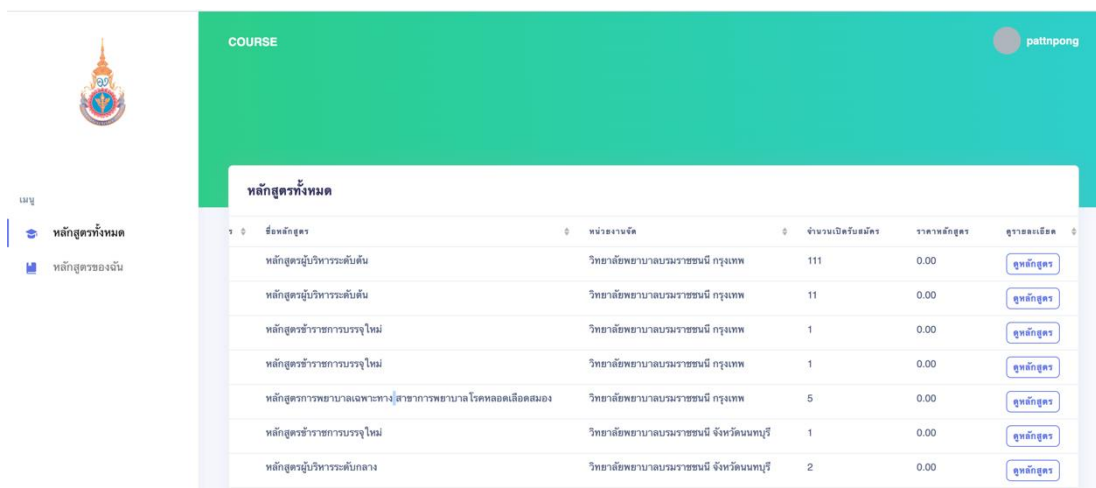 COURSE
pattnpong
เมนู
หลักสูตรทั้งหมด
หลักสูตรของฉัน
หลักสูตรทั้งหมด
ร ชื่อหลักสูตร หน่วยงานจัด จำนวนเปิดรับสมัคร ราคาหลักสูตร ดูรายละเอียด
หลักสูตรผู้บริหารระดับต้น วิทยาลัยพยาบาลบรมราชชนนี กรุงเทพ 111 0.00 ดูหลักสูตร
หลักสูตรผู้บริหารระดับต้น วิทยาลัยพยาบาลบรมราชชนนี กรุงเทพ 11 0.00 ดูหลักสูตร
หลักสูตรข้าราชการบรรจุใหม่ วิทยาลัยพยาบาลบรมราชชนนี กรุงเทพ 1 0.00 ดูหลักสูตร
หลักสูตรข้าราชการบรรจุใหม่ วิทยาลัยพยาบาลบรมราชชนนี กรุงเทพ 1 0.00 ดูหลักสูตร
หลักสูตรการพยาบาลเฉพาะทาง สาขาการพยาบาลโรคหลอดเลือดสมอง วิทยาลัยพยาบาลบรมราชชนนี กรุงเทพ 5 0.00 ดูหลักสูตร
หลักสูตรข้าราชการบรรจุใหม่ วิทยาลัยพยาบาลบรมราชชนนี จังหวัดนนทบุรี 1 0.00 ดูหลักสูตร
หลักสูตรผู้บริหารระดับกลาง วิทยาลัยพยาบาลบรมราชชนนี จังหวัดนนทบุรี 2 0.00 ดูหลักสูตร